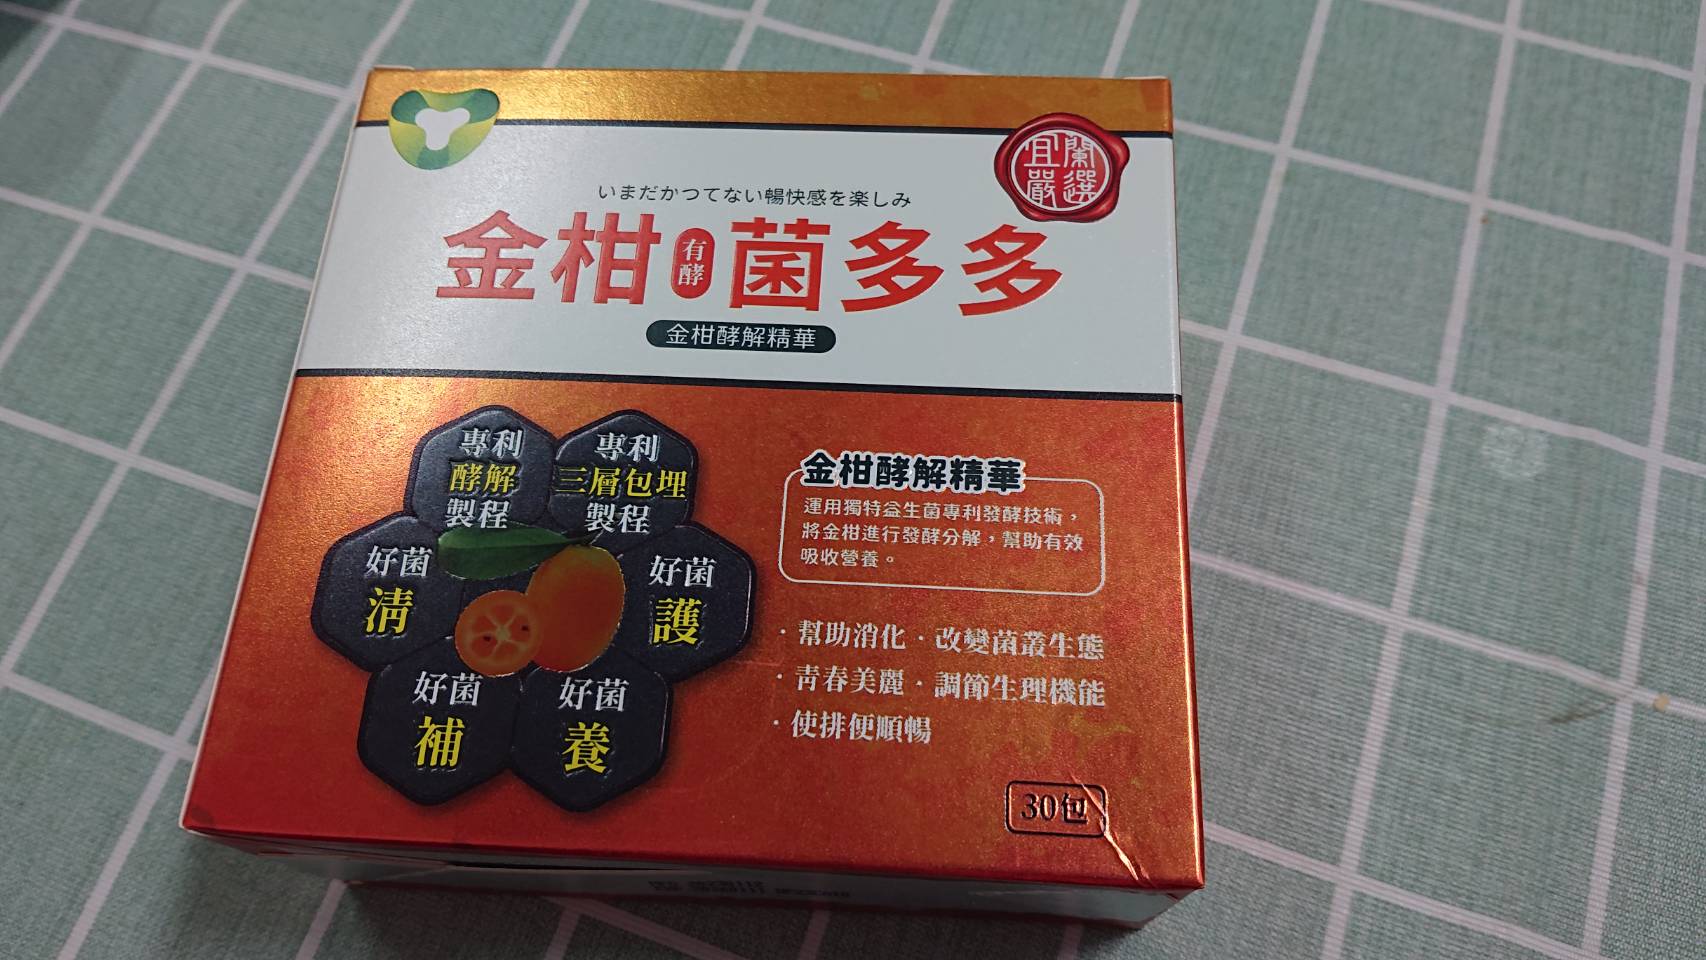 宜蘭
嚴選
いまだかつてない暢快感を楽しみ
金柑有酵菌多多
金柑酵解精華
專利
酵解
製程
專利
三層包埋
製程
好菌
清
好菌
護
好菌
補
好菌
養
金柑酵解精華
運用獨特益生菌專利發酵技術，
將金柑進行發酵分解，幫助有效
吸收營養。
·幫助消化·改變菌叢生態
·青春美麗·調節生理機能
·使排便順暢
30包